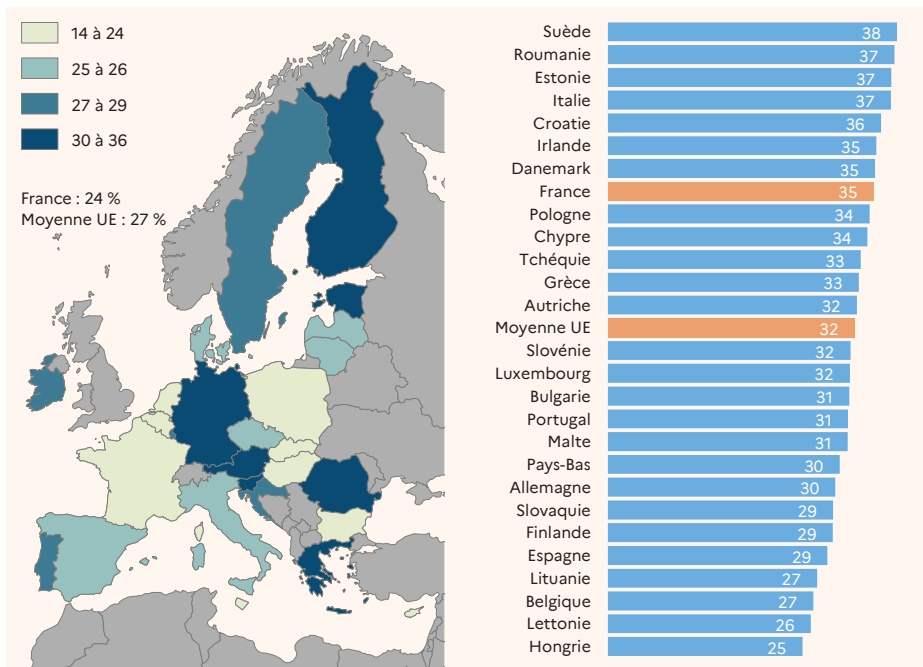 14 à 24
25 à 26
27 à 29
30 à 36
France : 24 %
Moyenne UE : 27 %
Suède 38
Roumanie 37
Estonie 37
Italie 37
Croatie 36
Irlande 35
Danemark 35
France 35
Pologne 34
Chypre 34
Tchéquie 33
Grèce 33
Autriche 32
Moyenne UE 32
Slovénie 32
Luxembourg 32
Bulgarie 31
Portugal 31
Malte 31
Pays-Bas 30
Allemagne 30
Slovaquie 29
Finlande 29
Espagne 29
Lituanie 27
Belgique 27
Lettonie 26
Hongrie 25